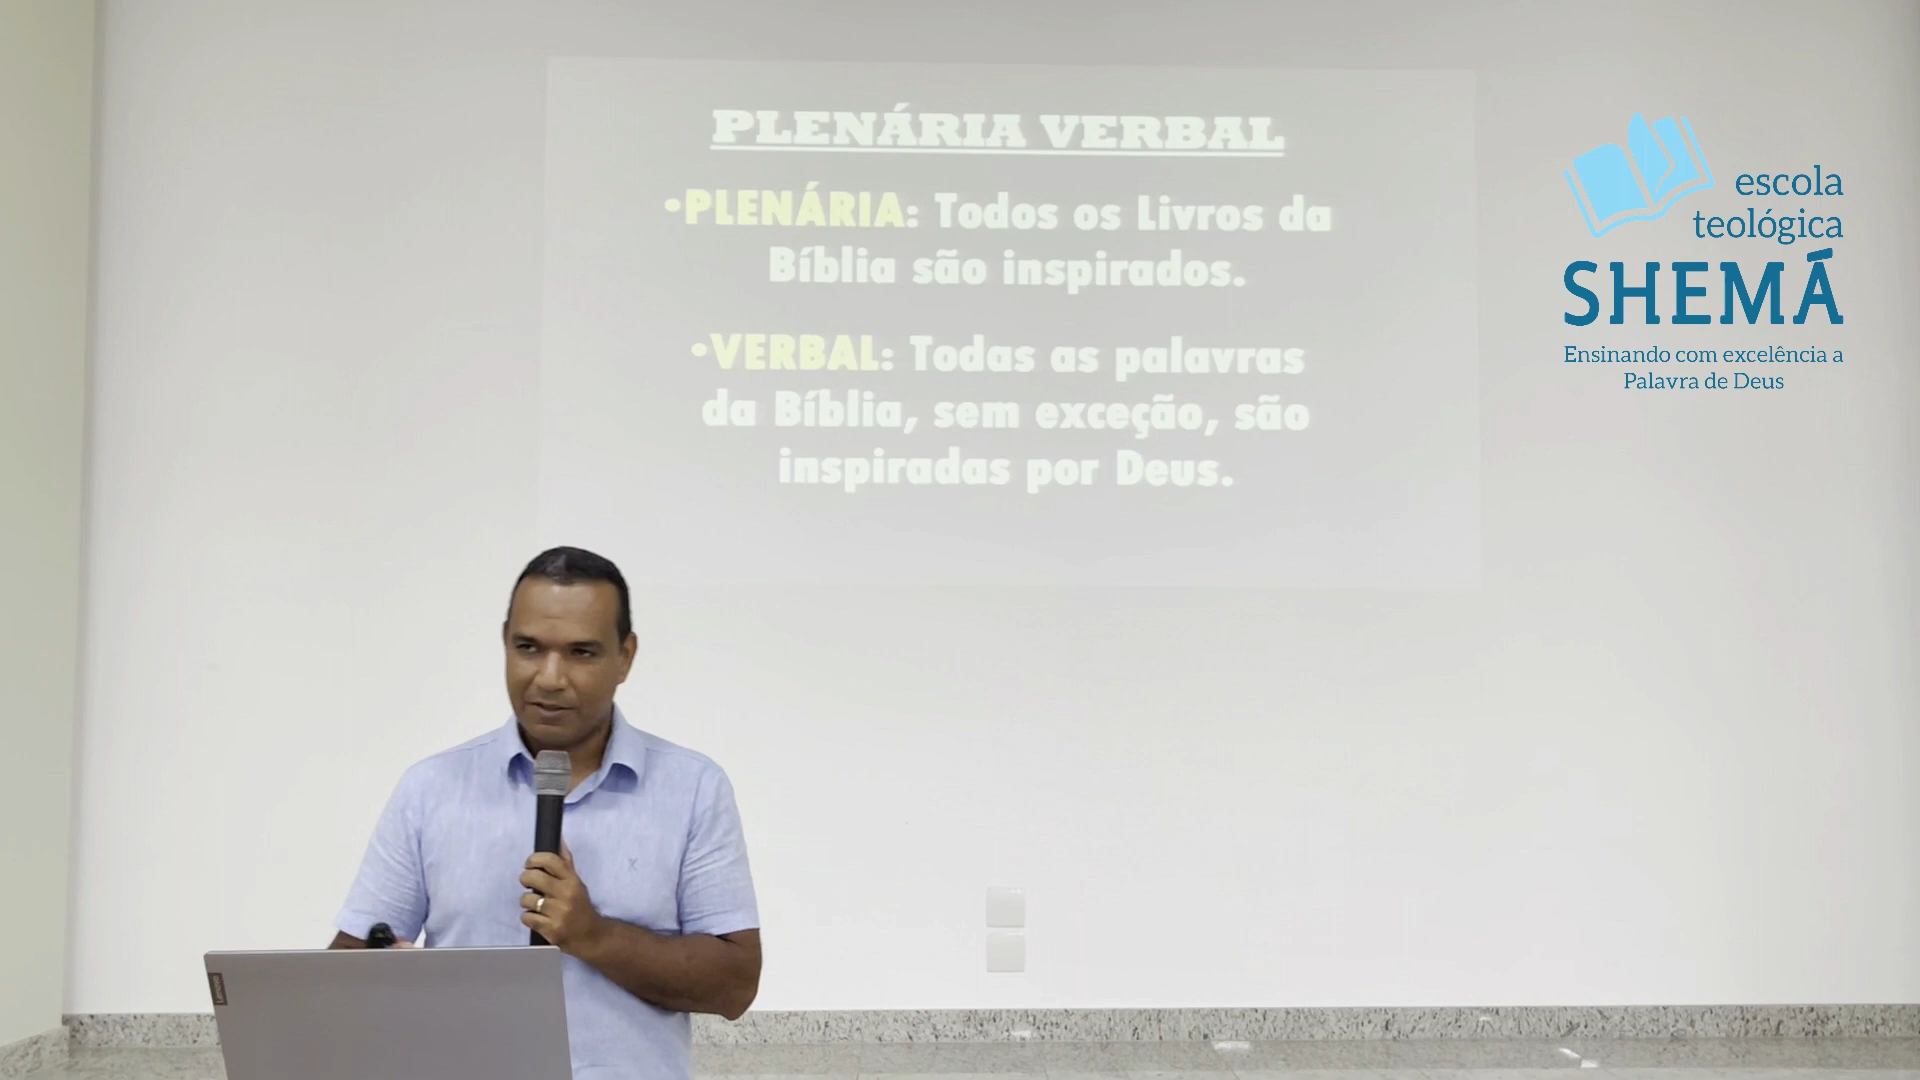 PLENÁRIA VERBAL
•PLENÁRIA: Todos os Livros da
Bíblia são inspirados.
•VERBAL: Todas as palavras
da Bíblia, sem exceção, são
inspiradas por Deus.
escola
teológica
SHEMÁ
Ensinando com excelência a
Palavra de Deus
Lenovo